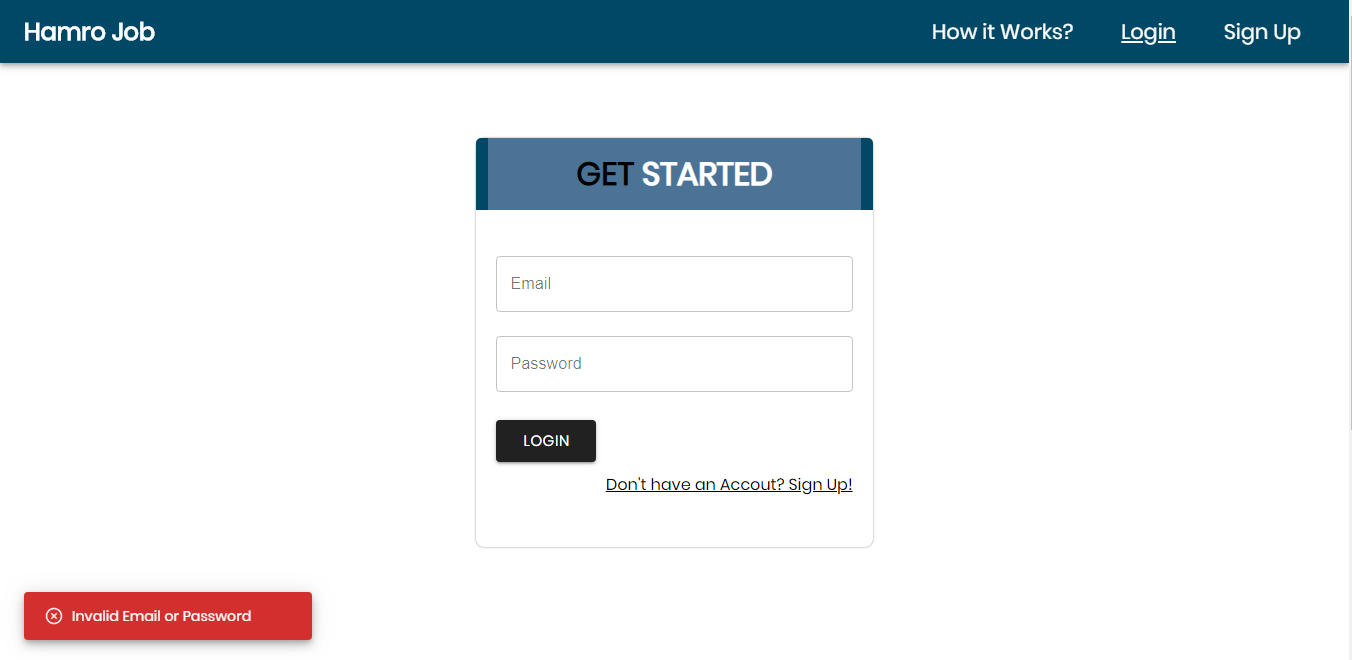 Hamro Job
How it Works?
Login
Sign Up
GET STARTED
Email
Password
LOGIN
Don't have an Accout? Sign Up!
Invalid Email or Password